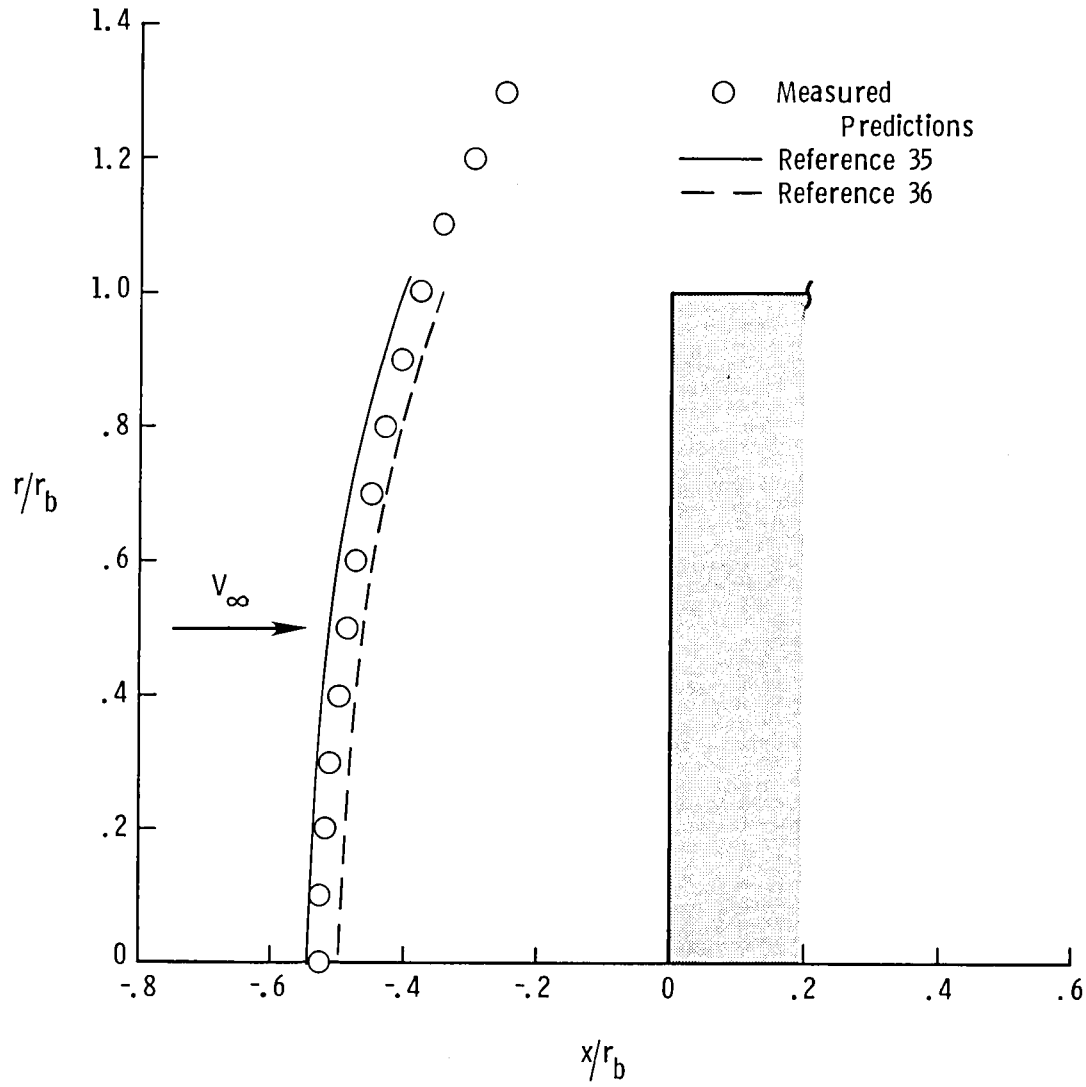 1.4
1.2
1.0
.8
.6
.4
.2
0
r/r_b
V_∞
Measured
Predictions
Reference 35
Reference 36
-.8
-.6
-.4
-.2
0
.2
.4
.6
x/r_b